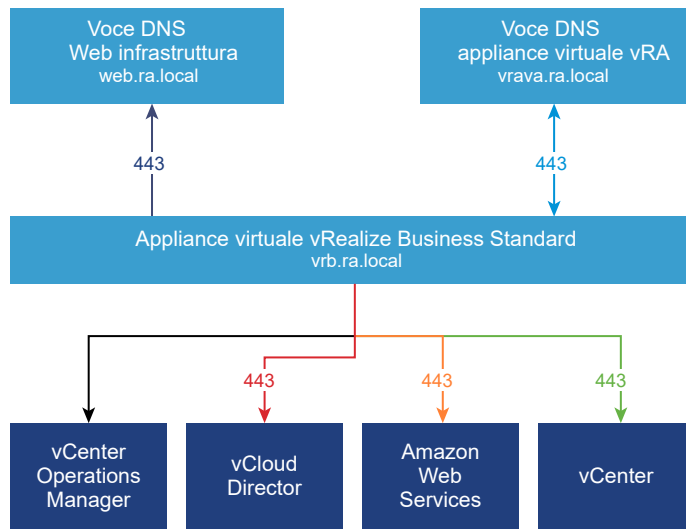 Voce DNS
Web infrastruttura
web.ra.local
Voce DNS
appliance virtuale vRA
vrava.ra.local
443
443
Appliance virtuale vRealize Business Standard
vrb.ra.local
443
443
443
vCenter
Operations
Manager
vCloud
Director
Amazon
Web
Services
vCenter